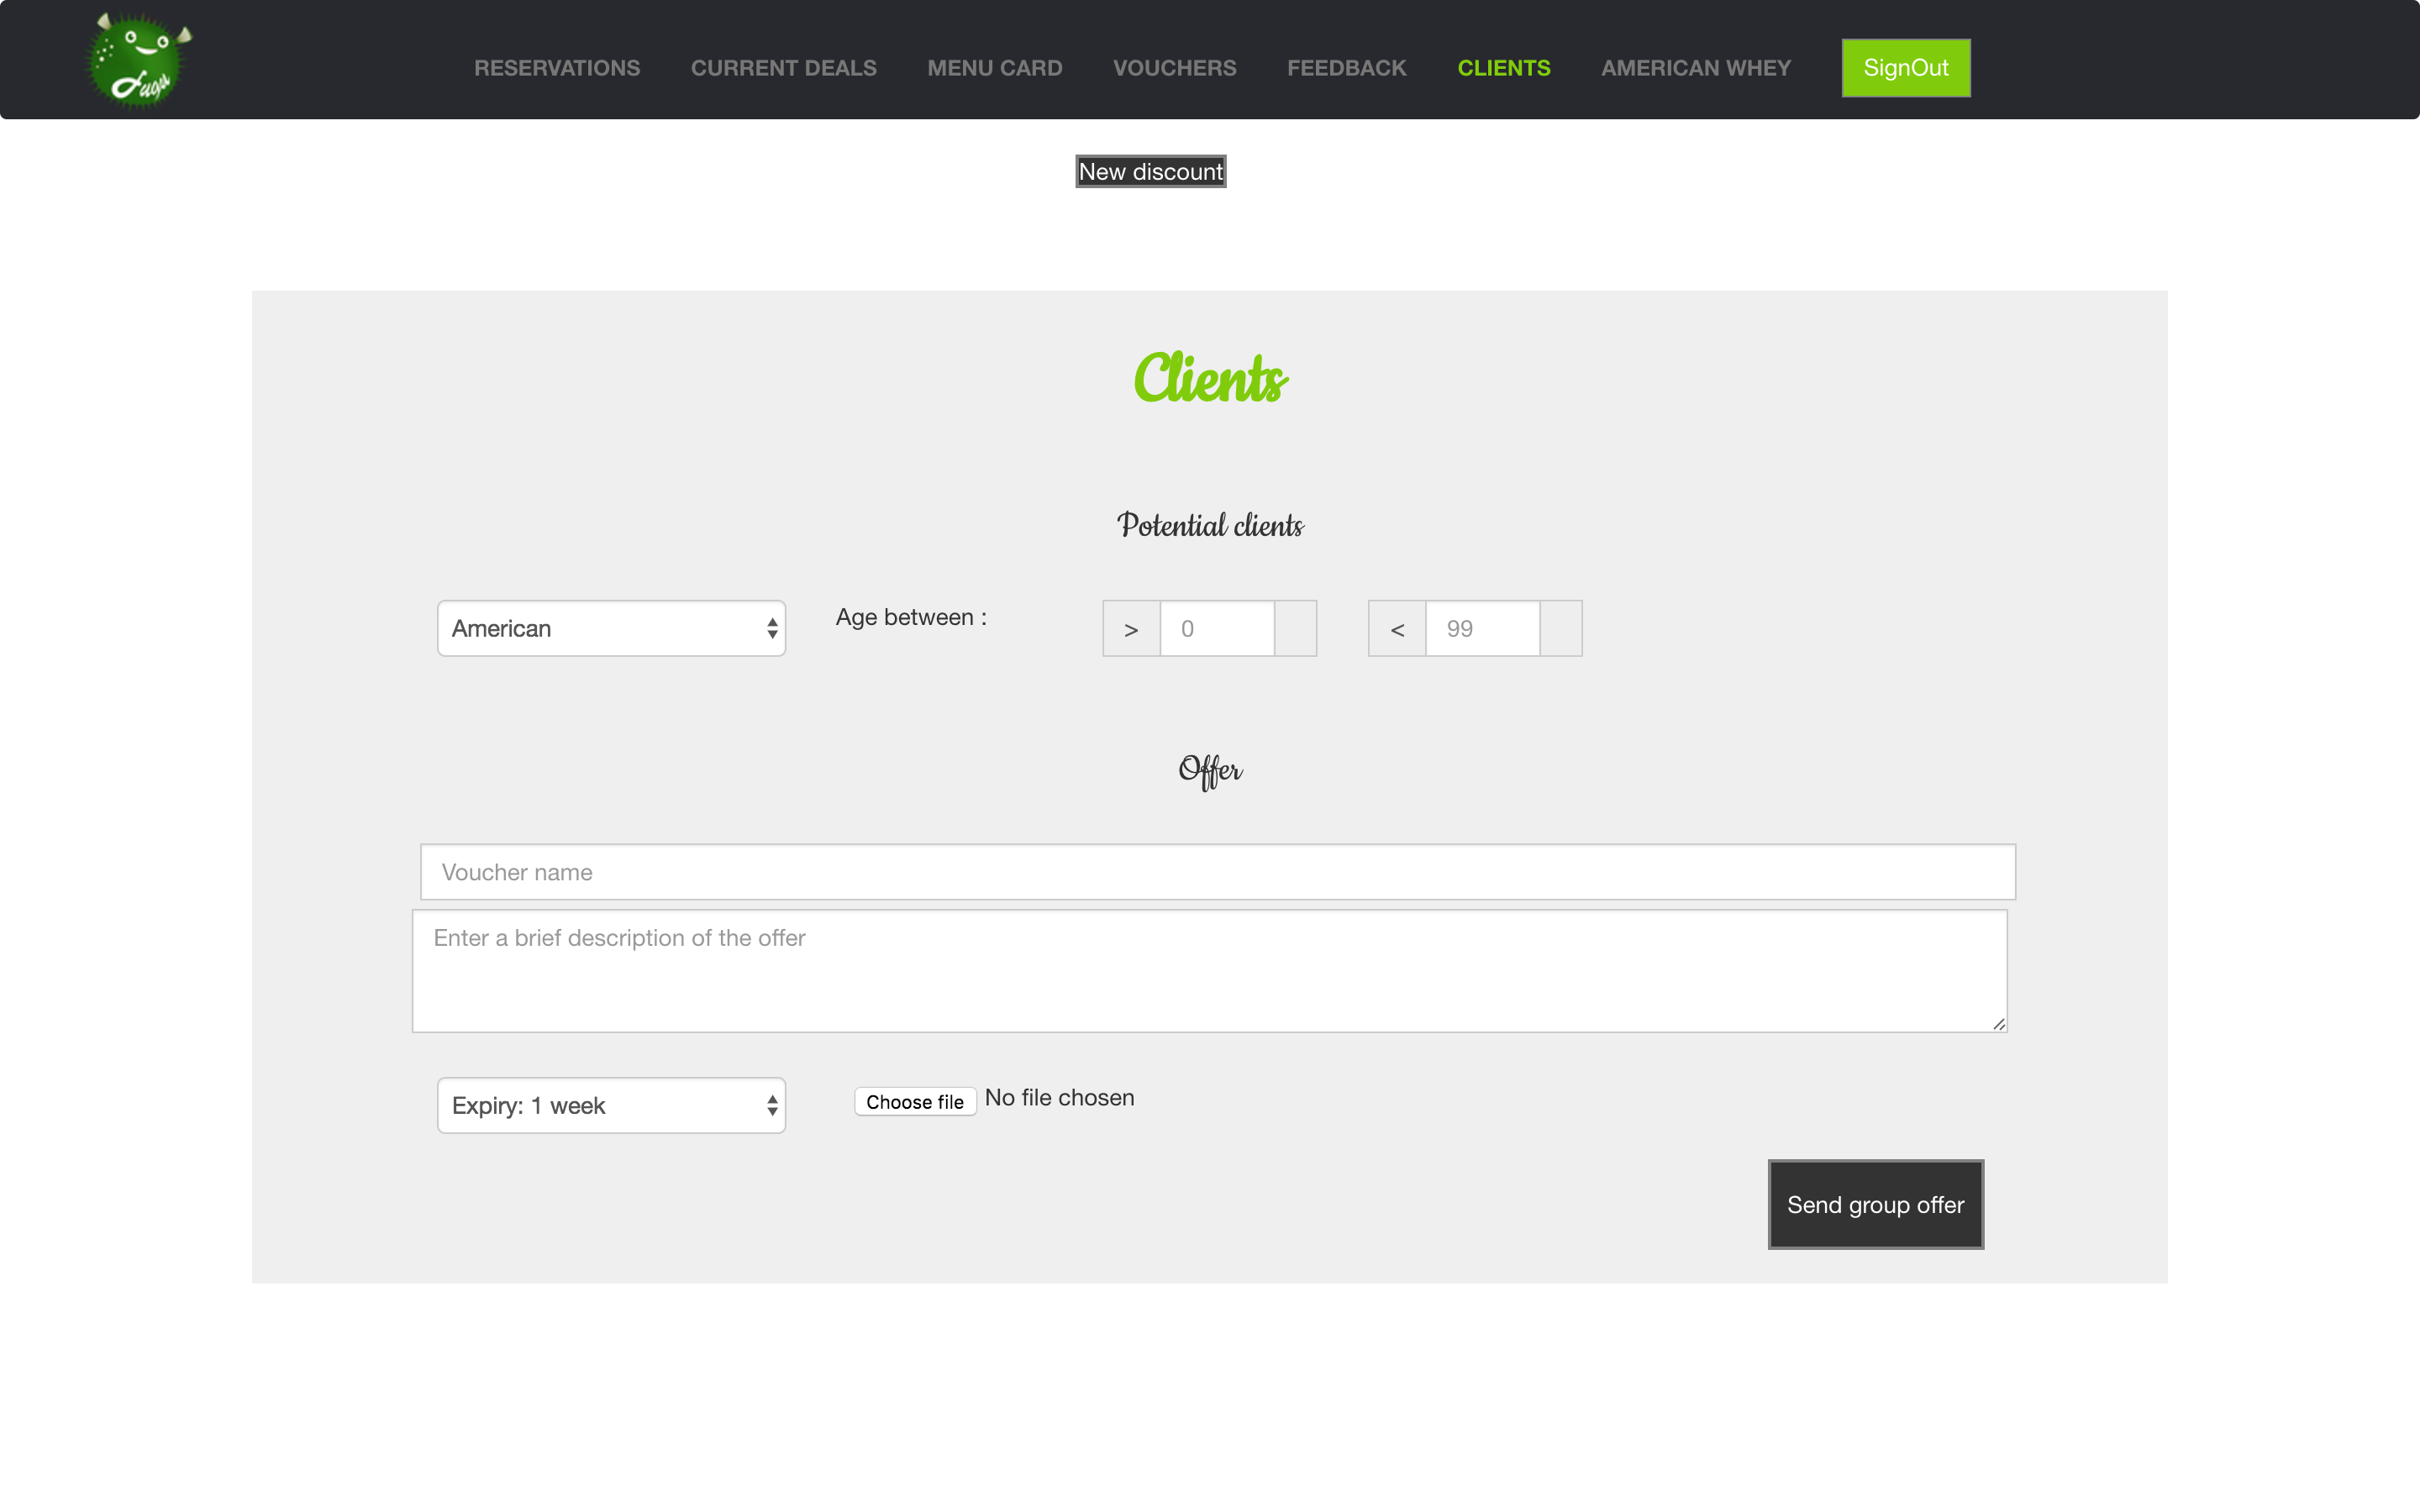 RESERVATIONS CURRENT DEALS MENU CARD VOUCHERS FEEDBACK CLIENTS AMERICAN WHEY SignOut
New discount
Clients
Potential clients
American Age between : > 0 < 99
Offer
Voucher name
Enter a brief description of the offer
Expiry: 1 week Choose file No file chosen
Send group offer